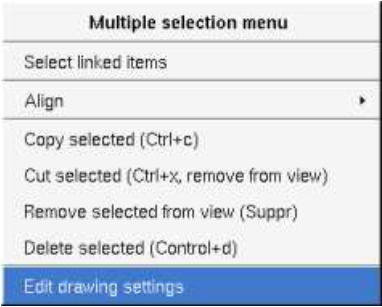 Multiple selection menu
Select linked items
Align
Copy selected (Ctrl+c)
Cut selected (Ctrl+x, remove from view)
Remove selected from view (Suppr)
Delete selected (Control+d)
Edit drawing settings